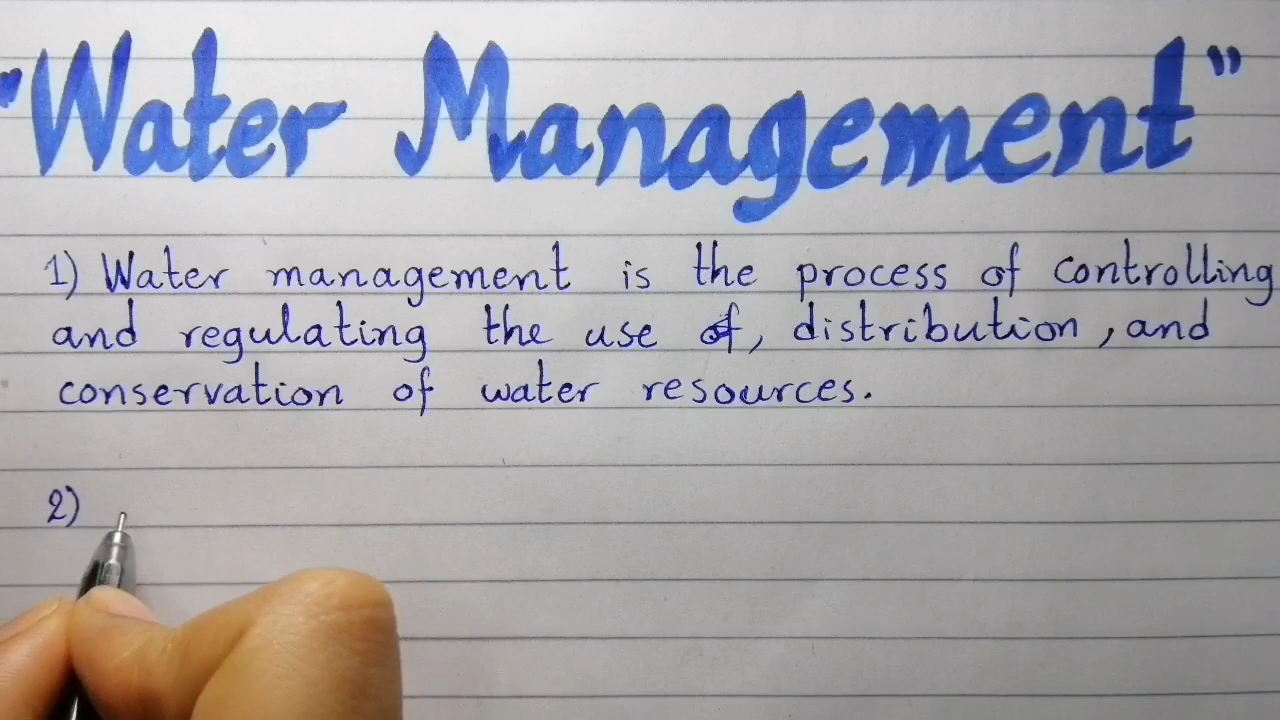 "Water Management"
1) Water management is the process of controlling
and regulating the use of, distribution, and
conservation of water resources.
2)